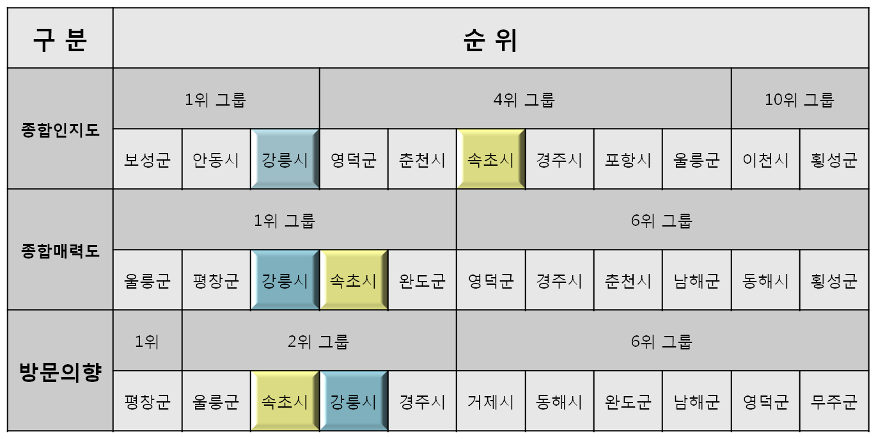 구 분 순 위
종합인지도 1위 그룹 4위 그룹 10위 그룹
보성군 안동시 강릉시 영덕군 춘천시 속초시 경주시 포항시 울릉군 이천시 횡성군
종합매력도 1위 그룹 6위 그룹
울릉군 평창군 강릉시 속초시 완도군 영덕군 경주시 춘천시 남해군 동해시 횡성군
방문의향 1위 2위 그룹 6위 그룹
평창군 울릉군 속초시 강릉시 경주시 거제시 동해시 완도군 남해군 영덕군 무주군